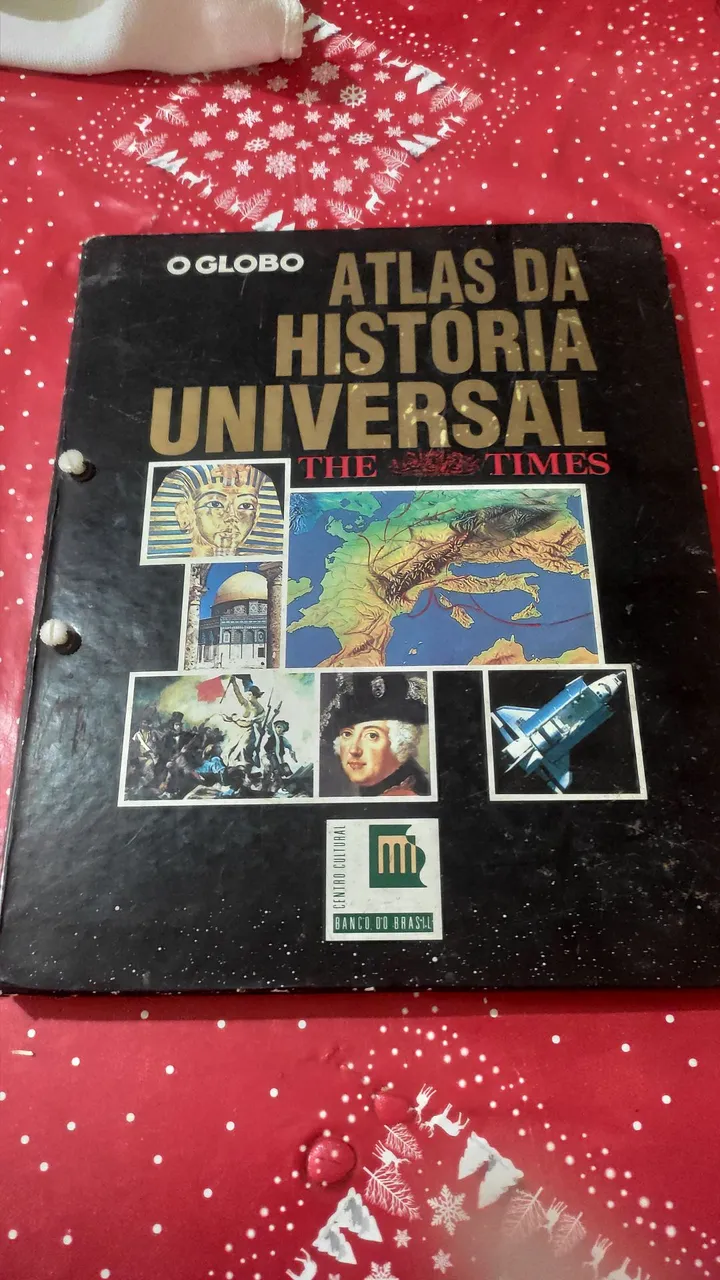 O GLOBO
ATLAS DA
HISTÓRIA
UNIVERSAL
THE TIMES
CENTRO CULTURAL
BANCO DO BRASIL